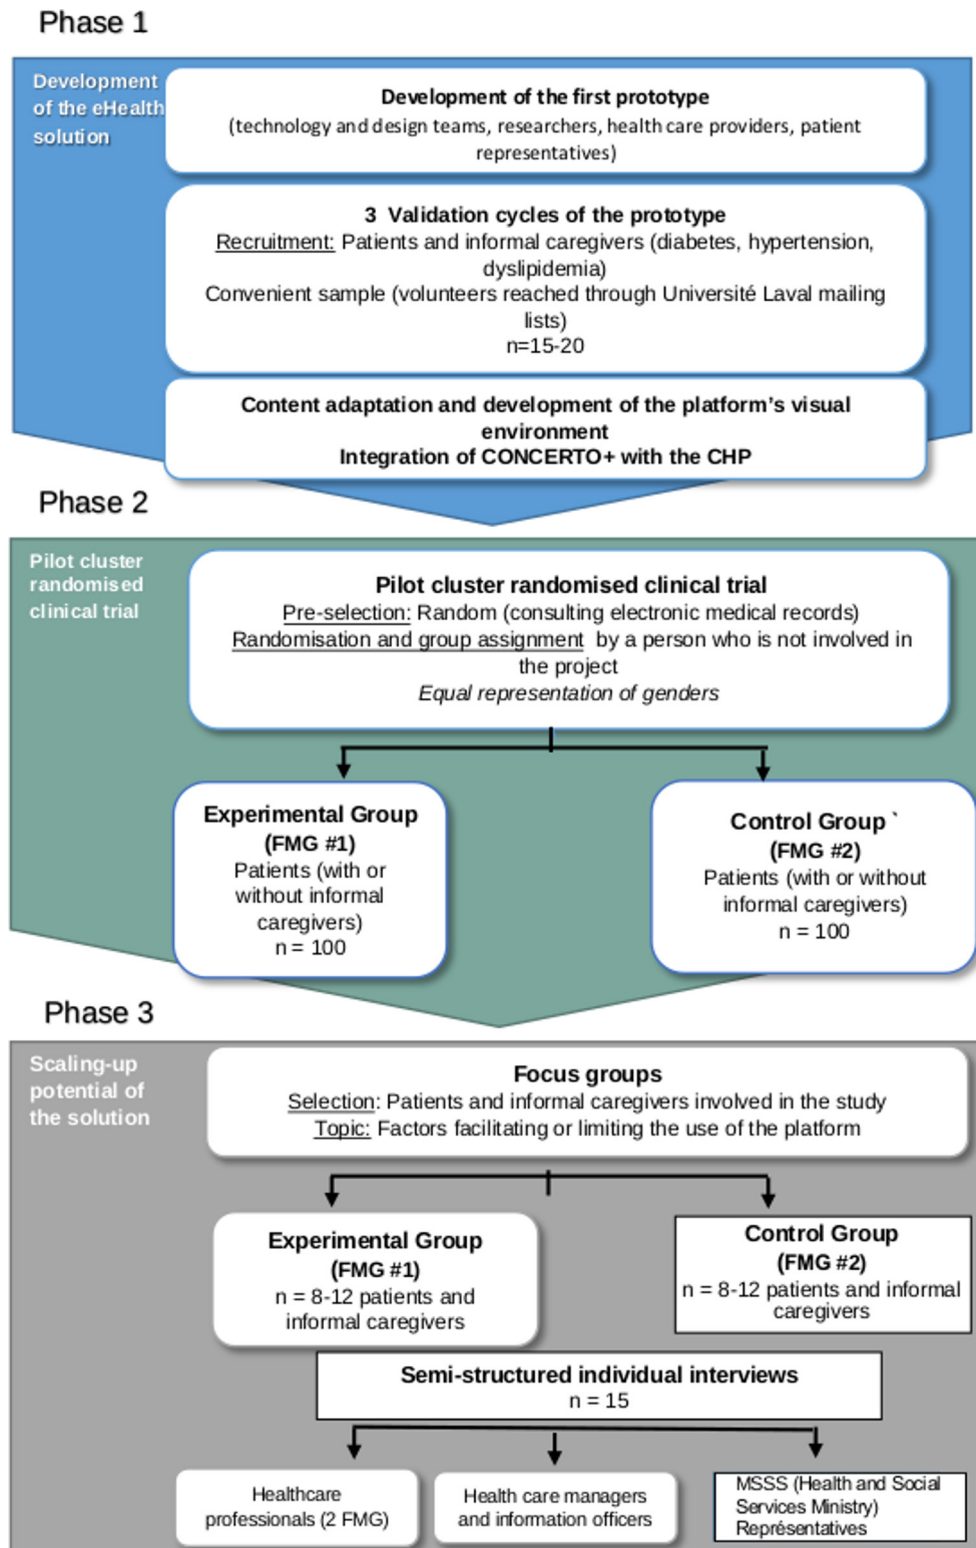 Phase 1
Development
of the eHealth
solution
Development of the first prototype
(technology and design teams, researchers, health care providers, patient
representatives)
3 Validation cycles of the prototype
Recruitment: Patients and informal caregivers (diabetes, hypertension,
dyslipidemia)
Convenient sample (volunteers reached through Université Laval mailing
lists)
n=15-20
Content adaptation and development of the platform's visual
environment
Integration of CONCERTO+ with the CHP
Phase 2
Pilot cluster
randomised
clinical trial
Pilot cluster randomised clinical trial
Pre-selection: Random (consulting electronic medical records)
Randomisation and group assignment by a person who is not involved in
the project
Equal representation of genders
Experimental Group
(FMG #1)
Patients (with or
without informal
caregivers)
n = 100
Control Group `
(FMG #2)
Patients (with or without
informal caregivers)
n = 100
Phase 3
Scaling-up
potential of
the solution
Focus groups
Selection: Patients and informal caregivers involved in the study
Topic: Factors facilitating or limiting the use of the platform
Experimental Group
(FMG #1)
n = 8-12 patients and
informal caregivers
Control Group
(FMG #2)
n = 8-12 patients and informal
caregivers
Semi-structured individual interviews
n = 15
Healthcare
professionals (2 FMG)
Health care managers
and information officers
MSSS (Health and Social
Services Ministry)
Représentatives